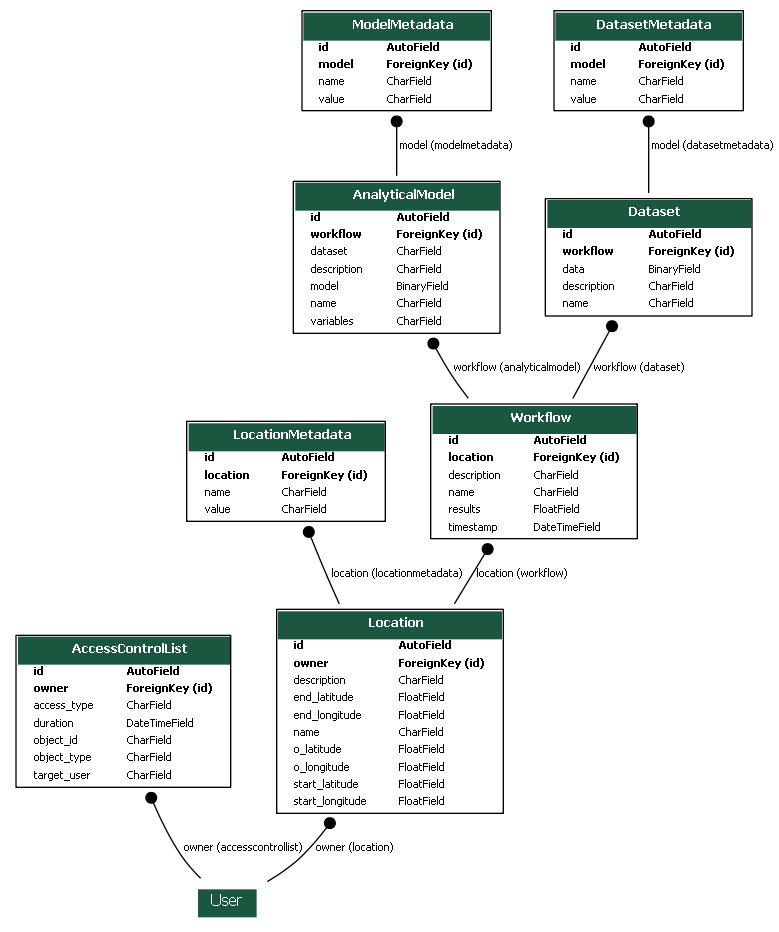 ModelMetadata
id AutoField
model ForeignKey (id)
name CharField
value CharField
DatasetMetadata
id AutoField
model ForeignKey (id)
name CharField
value CharField
model (modelmetadata)
model (datasetmetadata)
AnalyticalModel
id AutoField
workflow ForeignKey (id)
dataset CharField
description CharField
model BinaryField
name CharField
variables CharField
Dataset
id AutoField
workflow ForeignKey (id)
data BinaryField
description CharField
name CharField
workflow (analyticalmodel)
workflow (dataset)
LocationMetadata
id AutoField
location ForeignKey (id)
name CharField
value CharField
Workflow
id AutoField
location ForeignKey (id)
description CharField
name CharField
results FloatField
timestamp DateTimeField
location (locationmetadata)
location (workflow)
AccessControlList
id AutoField
owner ForeignKey (id)
access_type CharField
duration DateTimeField
object_id CharField
object_type CharField
target_user CharField
Location
id AutoField
owner ForeignKey (id)
description CharField
end_latitude FloatField
end_longitude FloatField
name CharField
o_latitude FloatField
o_longitude FloatField
start_latitude FloatField
start_longitude FloatField
owner (accesscontrollist)
owner (location)
User